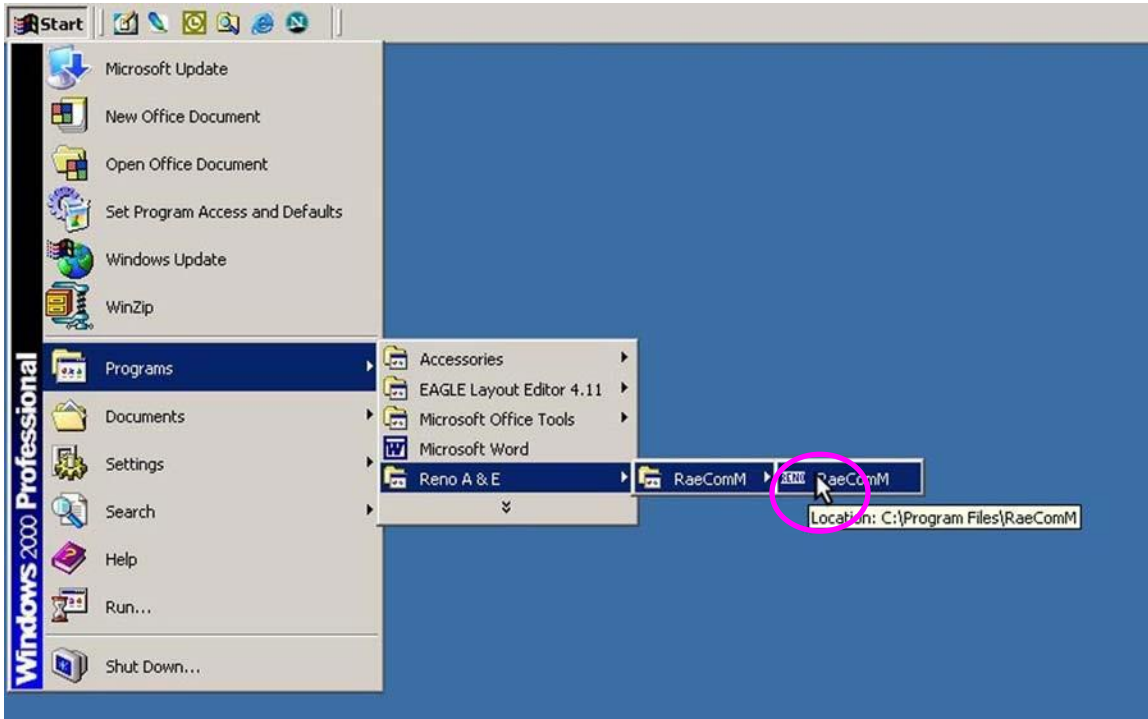 Start
Microsoft Update
New Office Document
Open Office Document
Set Program Access and Defaults
Windows Update
WinZip
Programs
Documents
Settings
Search
Help
Run...
Shut Down...
Windows 2000 Professional
Accessories
EAGLE Layout Editor 4.11
Microsoft Office Tools
Microsoft Word
Reno A & E
RaeComM
RENO RaeComM
Location: C:\Program Files\RaeComM